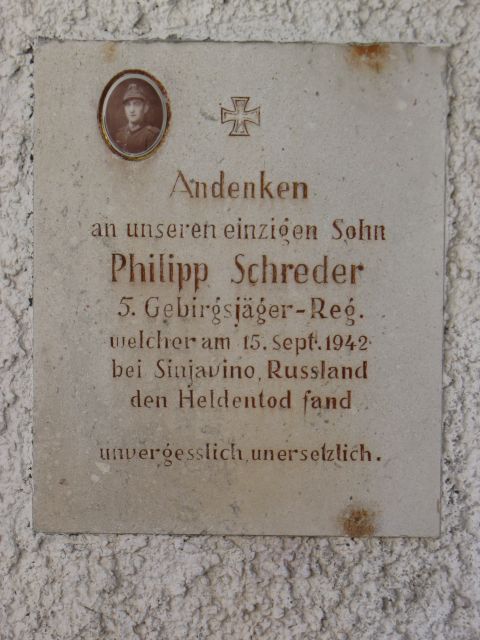 Andenken
an unseren einzigen Sohn
Philipp Schreder
5. Gebirgsjäger-Reg.
welcher am 15. Sept. 1942
bei Sinjavino, Russland
den Heldentod fand
unvergesslich, unersetzlich.